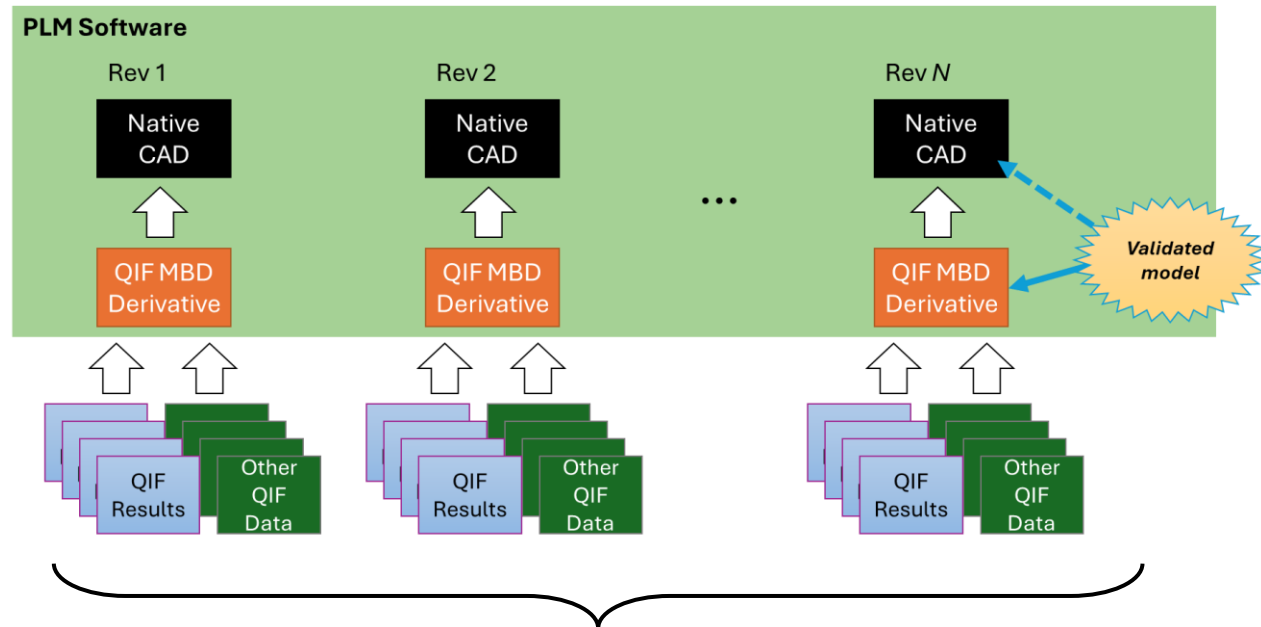 PLM Software
Rev 1
Rev 2
Rev N
Native
CAD
Native
CAD
Native
CAD
...
QIF MBD
Derivative
QIF MBD
Derivative
QIF MBD
Derivative
Validated
model
QIF
Results
Other
QIF
Data
QIF
Results
Other
QIF
Data
QIF
Results
Other
QIF
Data